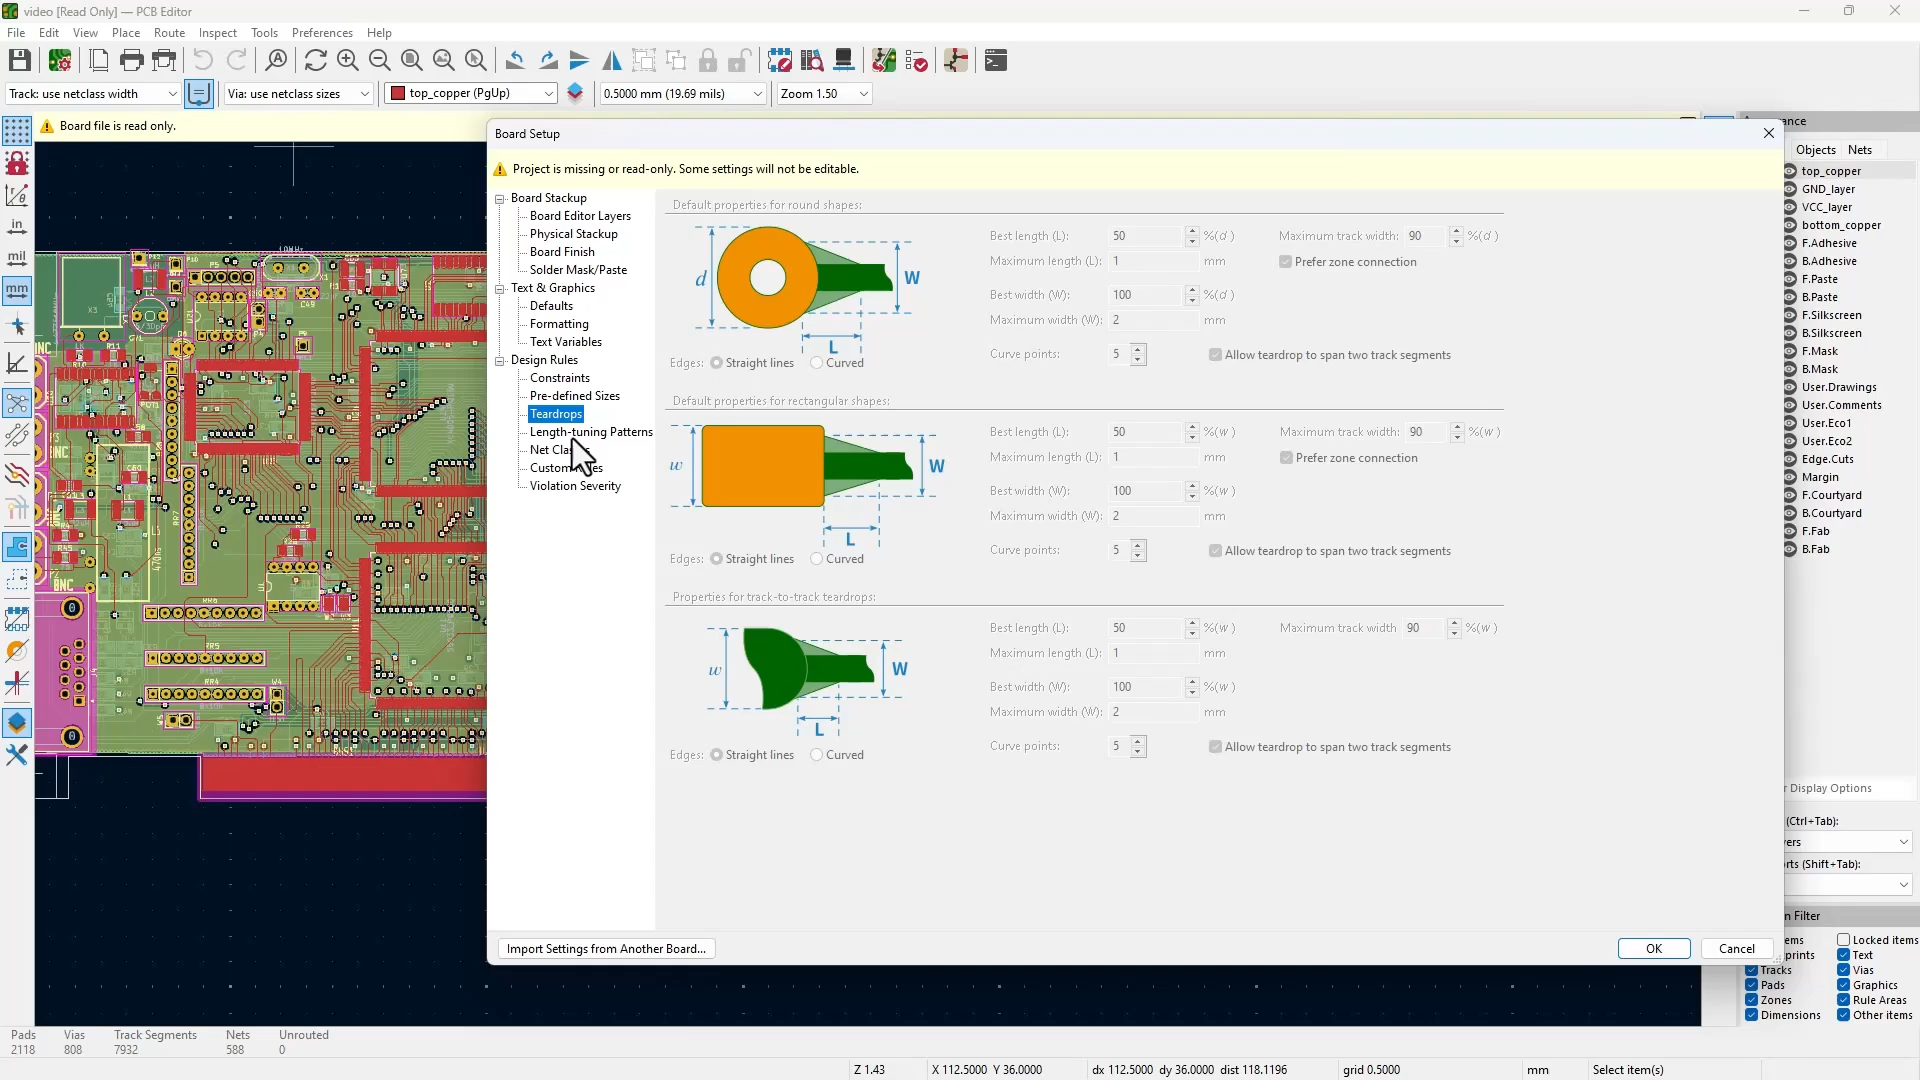 video [Read Only] — PCB Editor
File Edit View Place Route Inspect Tools Preferences Help
Track: use netclass width Via: use netclass sizes top_copper (PgUp) 0.5000 mm (19.69 mils) Zoom 1.50
Board file is read only.
Board Setup
Project is missing or read-only. Some settings will not be editable.
Board Stackup
Board Editor Layers
Physical Stackup
Board Finish
Solder Mask/Paste
Text & Graphics
Defaults
Formatting
Text Variables
Design Rules
Constraints
Pre-defined Sizes
Teardrops
Length-tuning Patterns
Net
Custom
Violation Severity
Default properties for round shapes:
d W L
Best length (L): 50 %(d) Maximum track width: 90 %(d)
Maximum length (L): 1 mm Prefer zone connection
Best width (W): 100 %(d)
Maximum width (W): 2 mm
Edges: Straight lines Curved
Curve points: 5 Allow teardrop to span two track segments
Default properties for rectangular shapes:
w W L
Best length (L): 50 %(w) Maximum track width: 90 %(w)
Maximum length (L): 1 mm Prefer zone connection
Best width (W): 100 %(w)
Maximum width (W): 2 mm
Edges: Straight lines Curved
Curve points: 5 Allow teardrop to span two track segments
Properties for track-to-track teardrops:
w W L
Best length (L): 50 %(w) Maximum track width 90 %(w)
Maximum length (L): 1 mm
Best width (W): 100 %(w)
Maximum width (W): 2 mm
Edges: Straight lines Curved
Curve points: 5 Allow teardrop to span two track segments
Import Settings from Another Board... OK Cancel
Objects Nets
top_copper
GND_layer
VCC_layer
bottom_copper
F.Adhesive
B.Adhesive
F.Paste
B.Paste
F.Silkscreen
B.Silkscreen
F.Mask
B.Mask
User.Drawings
User.Comments
User.Eco1
User.Eco2
Edge.Cuts
Margin
F.Courtyard
B.Courtyard
F.Fab
B.Fab
Display Options
(Ctrl+Tab):
(Shift+Tab):
Filter
Locked items
Text
Tracks Vias
Pads Graphics
Zones Rule Areas
Dimensions Other items
in
mil
mm
BNC
RR6
RR5
RR4
W4
W5
RR7
Pads Vias Track Segments Nets Unrouted
2118 808 7932 588 0
Z 1.43 X 112.5000 Y 36.0000 dx 112.5000 dy 36.0000 dist 118.1196 grid 0.5000 mm Select item(s)